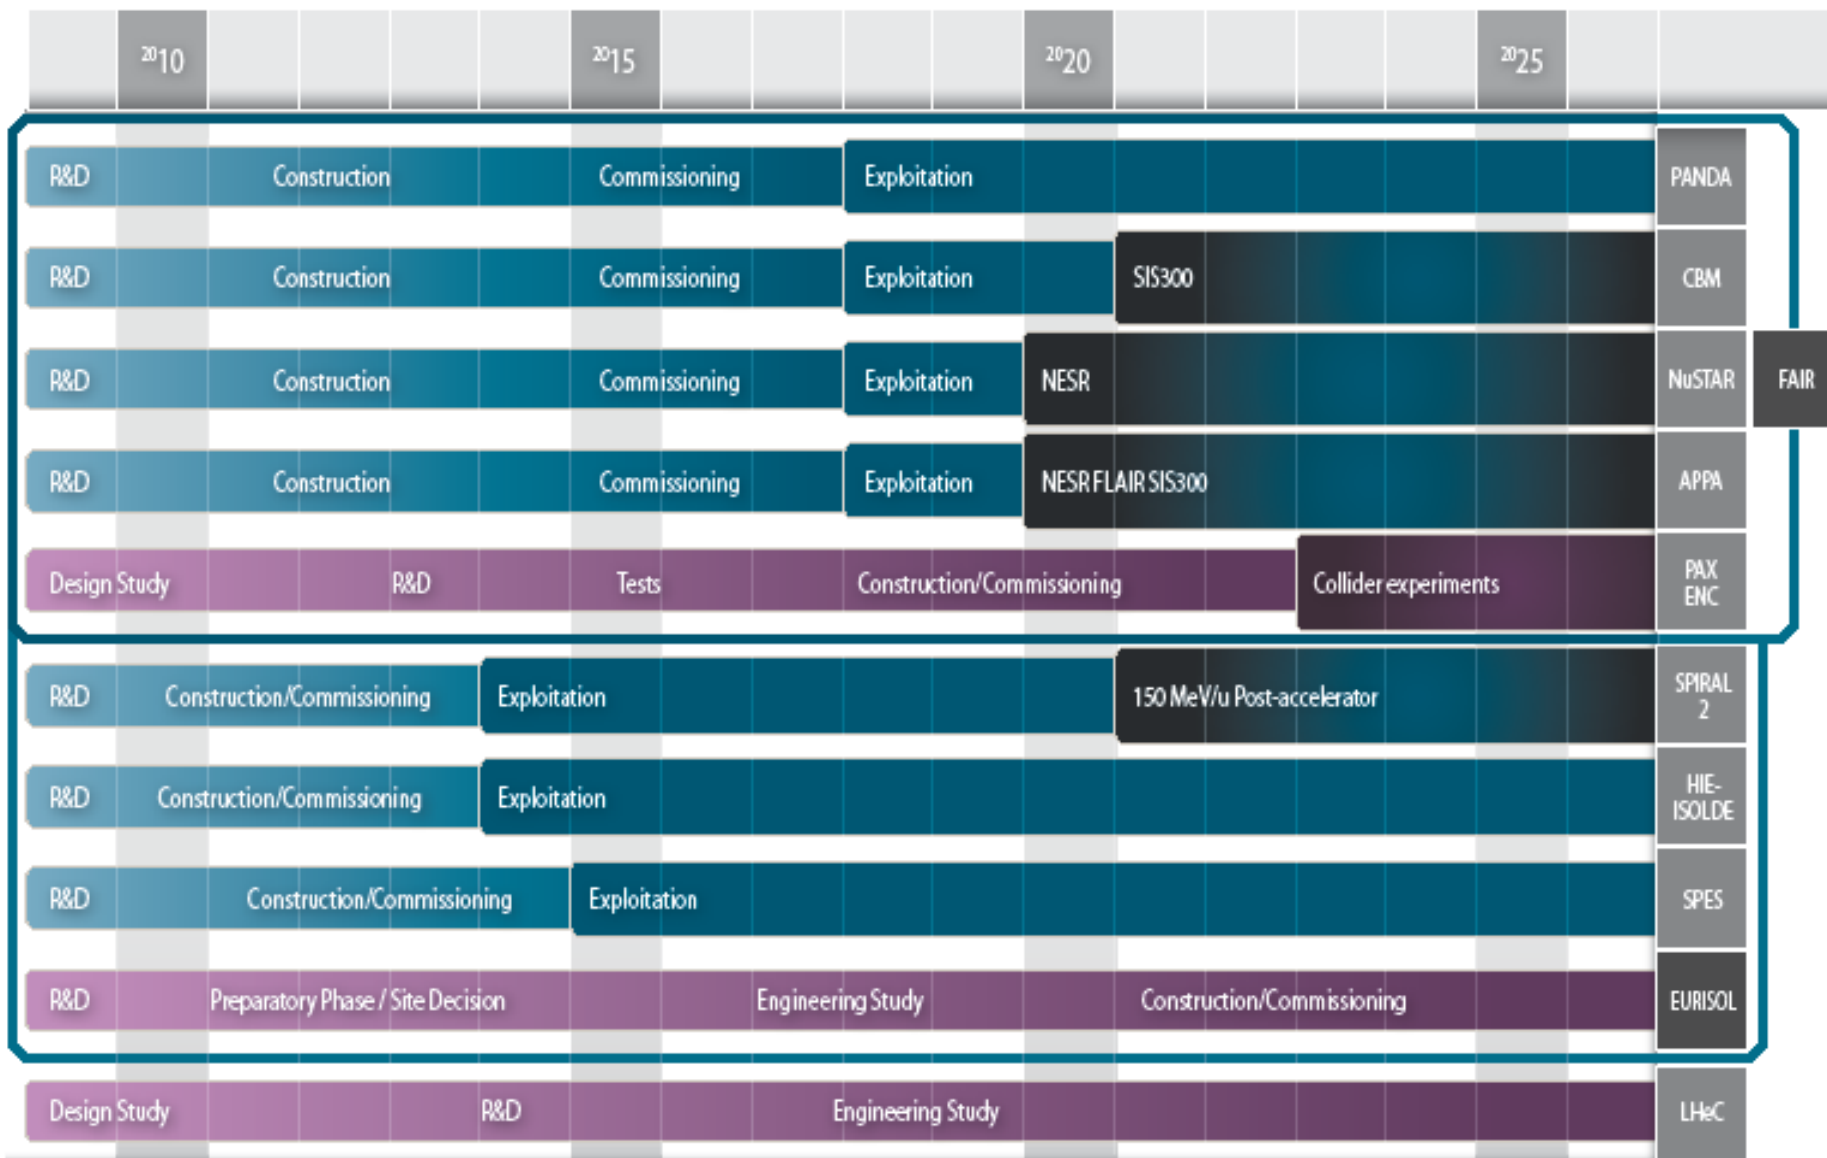 2010 2015 2020 2025
R&D Construction Commissioning Exploitation PANDA
R&D Construction Commissioning Exploitation SIS300 CBM
R&D Construction Commissioning Exploitation NESR NuSTAR FAIR
R&D Construction Commissioning Exploitation NESR FLAIR SIS300 APPA
Design Study R&D Tests Construction/Commissioning Collider experiments PAX
ENC
R&D Construction/Commissioning Exploitation 150 MeV/u Post-accelerator SPIRAL
2
R&D Construction/Commissioning Exploitation HIE-
ISOLDE
R&D Construction/Commissioning Exploitation SPES
R&D Preparatory Phase / Site Decision Engineering Study Construction/Commissioning EURISOL
Design Study R&D Engineering Study LHeC